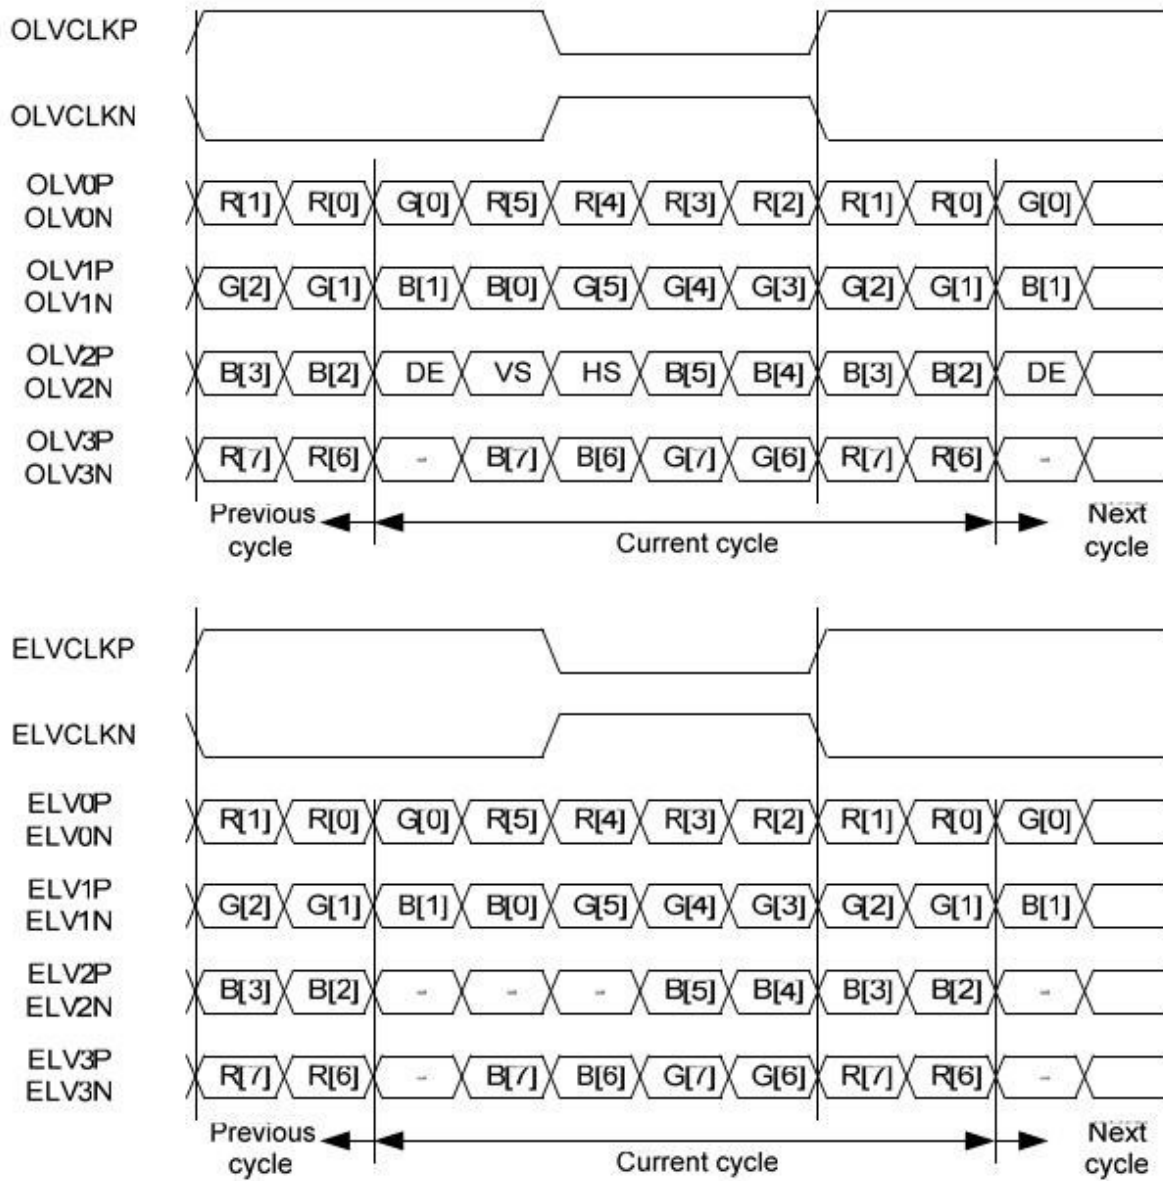 OLVCLKP
OLVCLKN
OLV0P
OLV0N
R[1] R[0] G[0] R[5] R[4] R[3] R[2] R[1] R[0] G[0]
OLV1P
OLV1N
G[2] G[1] B[1] B[0] G[5] G[4] G[3] G[2] G[1] B[1]
OLV2P
OLV2N
B[3] B[2] DE VS HS B[5] B[4] B[3] B[2] DE
OLV3P
OLV3N
R[7] R[6] - B[7] B[6] G[7] G[6] R[7] R[6] -
Previous
cycle
Current cycle
Next
cycle
ELVCLKP
ELVCLKN
ELV0P
ELV0N
R[1] R[0] G[0] R[5] R[4] R[3] R[2] R[1] R[0] G[0]
ELV1P
ELV1N
G[2] G[1] B[1] B[0] G[5] G[4] G[3] G[2] G[1] B[1]
ELV2P
ELV2N
B[3] B[2] - - - B[5] B[4] B[3] B[2] -
ELV3P
ELV3N
R[7] R[6] - B[7] B[6] G[7] G[6] R[7] R[6] -
Previous
cycle
Current cycle
Next
cycle